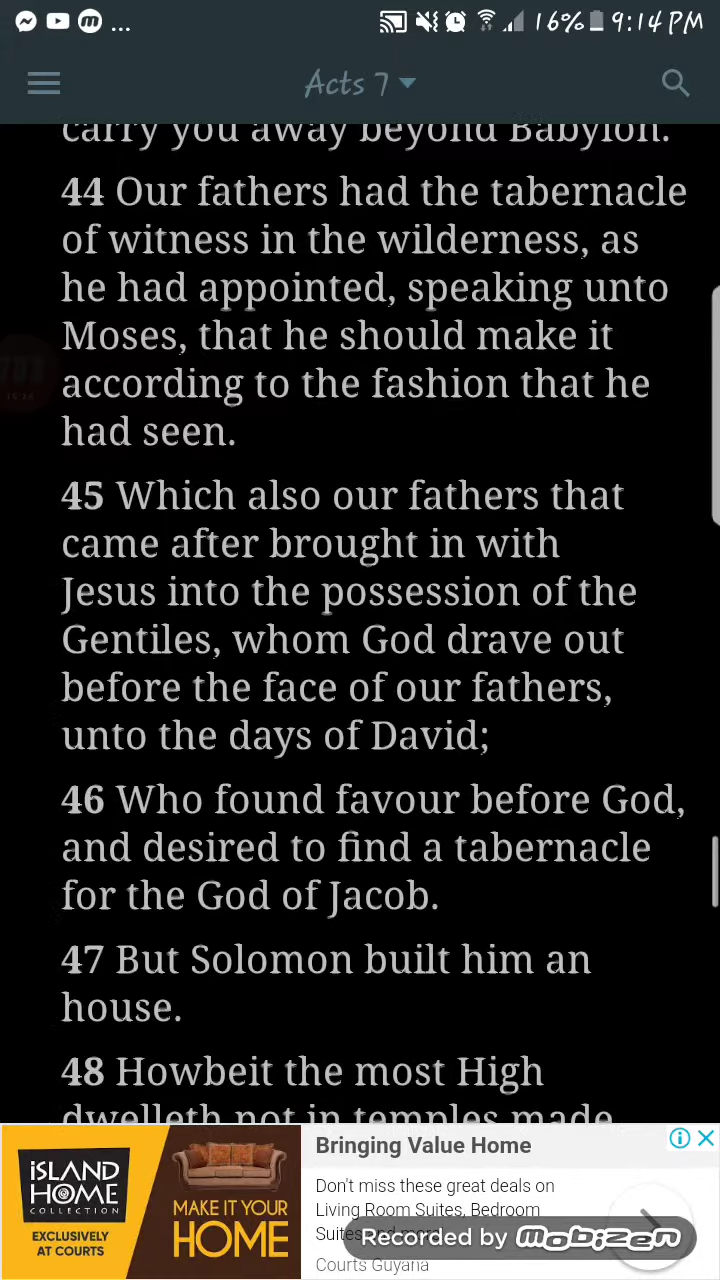 ... 16% 9:14 PM
Acts 7
carry you away beyond Babylon.
44 Our fathers had the tabernacle
of witness in the wilderness, as
he had appointed, speaking unto
Moses, that he should make it
according to the fashion that he
had seen.
45 Which also our fathers that
came after brought in with
Jesus into the possession of the
Gentiles, whom God drave out
before the face of our fathers,
unto the days of David;
46 Who found favour before God,
and desired to find a tabernacle
for the God of Jacob.
47 But Solomon built him an
house.
48 Howbeit the most High
dwelleth not in temples made
iSLAND
HOME
COLLECTION
EXCLUSIVELY
AT COURTS
MAKE IT YOUR
HOME
Bringing Value Home
Don't miss these great deals on
Living Room Suites, Bedroom
Suites
Courts Guyana
Recorded by mobizen